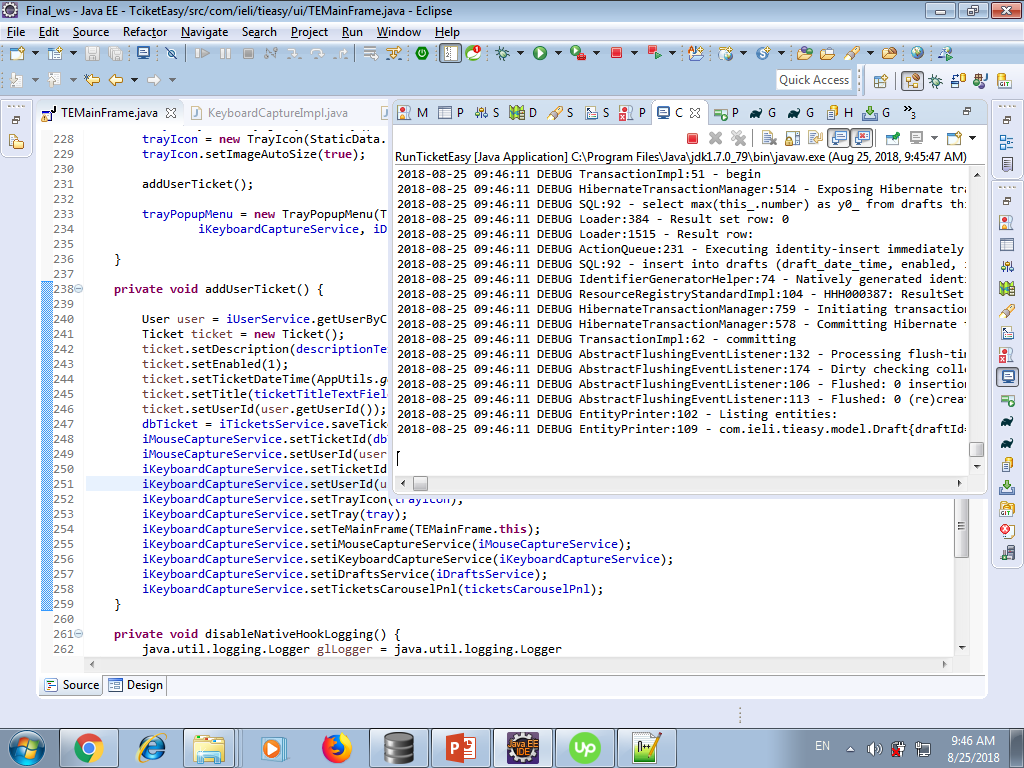 Final_ws - Java EE - TciketEasy/src/com/ieli/tieasy/ui/TEMainFrame.java - Eclipse
File Edit Source Refactor Navigate Search Project Run Window Help
Quick Access
TEMainFrame.java KeyboardCaptureImpl.java
M P S D S S P C P G G H G »3
RunTicketEasy [Java Application] C:\Program Files\Java\jdk1.7.0_79\bin\javaw.exe (Aug 25, 2018, 9:45:47 AM)
2018-08-25 09:46:11 DEBUG TransactionImpl:51 - begin
2018-08-25 09:46:11 DEBUG HibernateTransactionManager:514 - Exposing Hibernate tra
2018-08-25 09:46:11 DEBUG SQL:92 - select max(this_.number) as y0_ from drafts thi
2018-08-25 09:46:11 DEBUG Loader:384 - Result set row: 0
2018-08-25 09:46:11 DEBUG Loader:1515 - Result row:
2018-08-25 09:46:11 DEBUG ActionQueue:231 - Executing identity-insert immediately
2018-08-25 09:46:11 DEBUG SQL:92 - insert into drafts (draft_date_time, enabled,
2018-08-25 09:46:11 DEBUG IdentifierGeneratorHelper:74 - Natively generated identi
2018-08-25 09:46:11 DEBUG ResourceRegistryStandardImpl:104 - HHH000387: ResultSet
2018-08-25 09:46:11 DEBUG HibernateTransactionManager:759 - Initiating transaction
2018-08-25 09:46:11 DEBUG HibernateTransactionManager:578 - Committing Hibernate
2018-08-25 09:46:11 DEBUG TransactionImpl:62 - committing
2018-08-25 09:46:11 DEBUG AbstractFlushingEventListener:132 - Processing flush-tim
2018-08-25 09:46:11 DEBUG AbstractFlushingEventListener:174 - Dirty checking colle
2018-08-25 09:46:11 DEBUG AbstractFlushingEventListener:106 - Flushed: 0 insertion
2018-08-25 09:46:11 DEBUG AbstractFlushingEventListener:113 - Flushed: 0 (re)creat
2018-08-25 09:46:11 DEBUG EntityPrinter:102 - Listing entities:
2018-08-25 09:46:11 DEBUG EntityPrinter:109 - com.ieli.tieasy.model.Draft{draftId=
228 trayIcon = new TrayIcon(StaticData.
229 trayIcon.setImageAutoSize(true);
230
231 addUserTicket();
232
233 trayPopupMenu = new TrayPopupMenu(T
234 iKeyboardCaptureService, iD
235
236 }
237
238 private void addUserTicket() {
239
240 User user = iUserService.getUserByC
241 Ticket ticket = new Ticket();
242 ticket.setDescription(descriptionTe
243 ticket.setEnabled(1);
244 ticket.setTicketDateTime(AppUtils.g
245 ticket.setTitle(ticketTitleTextFiel
246 ticket.setUserId(user.getUserId());
247 dbTicket = iTicketsService.saveTick
248 iMouseCaptureService.setTicketId(db
249 iMouseCaptureService.setUserId(user
250 iKeyboardCaptureService.setTicketId
251 iKeyboardCaptureService.setUserId(u
252 iKeyboardCaptureService.setTrayIcon(trayIcon);
253 iKeyboardCaptureService.setTray(tray);
254 iKeyboardCaptureService.setTeMainFrame(TEMainFrame.this);
255 iKeyboardCaptureService.setiMouseCaptureService(iMouseCaptureService);
256 iKeyboardCaptureService.setiKeyboardCaptureService(iKeyboardCaptureService);
257 iKeyboardCaptureService.setiDraftsService(iDraftsService);
258 iKeyboardCaptureService.setTicketsCarouselPnl(ticketsCarouselPnl);
259 }
260
261 private void disableNativeHookLogging() {
262 java.util.logging.Logger glLogger = java.util.logging.Logger
Source Design
EN 9:46 AM
8/25/2018